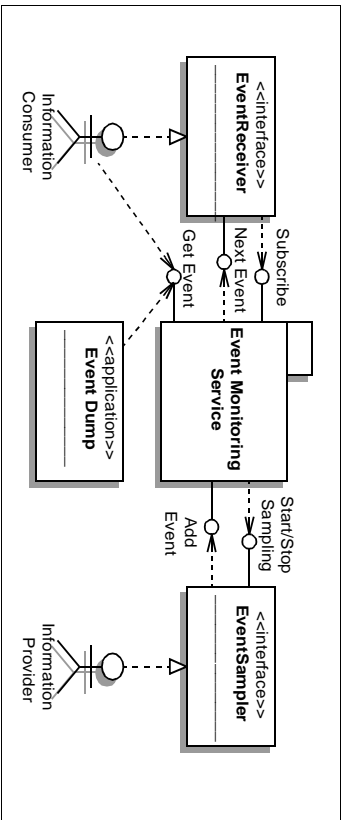 <<interface>>
EventReceiver
Information
Consumer
Subscribe
Next Event
Get Event
Event Monitoring
Service
<<application>>
Event Dump
Start/Stop
Sampling
Add
Event
<<interface>>
EventSampler
Information
Provider